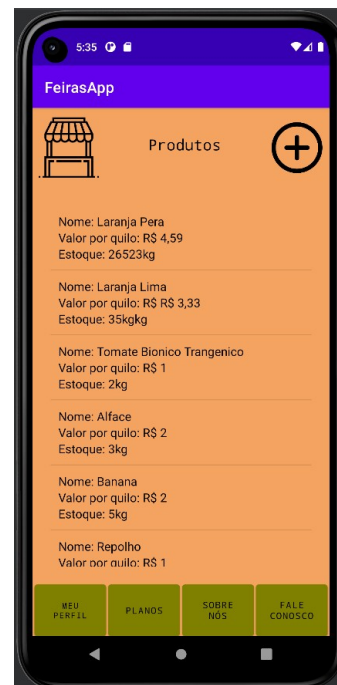 5:35
FeirasApp
Produtos
Nome: Laranja Pera
Valor por quilo: R$ 4,59
Estoque: 26523kg
Nome: Laranja Lima
Valor por quilo: R$ R$ 3,33
Estoque: 35kgkg
Nome: Tomate Bionico Trangenico
Valor por quilo: R$ 1
Estoque: 2kg
Nome: Alface
Valor por quilo: R$ 2
Estoque: 3kg
Nome: Banana
Valor por quilo: R$ 2
Estoque: 5kg
Nome: Repolho
Valor por quilo: R$ 1
MEU
PERFIL
PLANOS
SOBRE
NÓS
FALE
CONOSCO